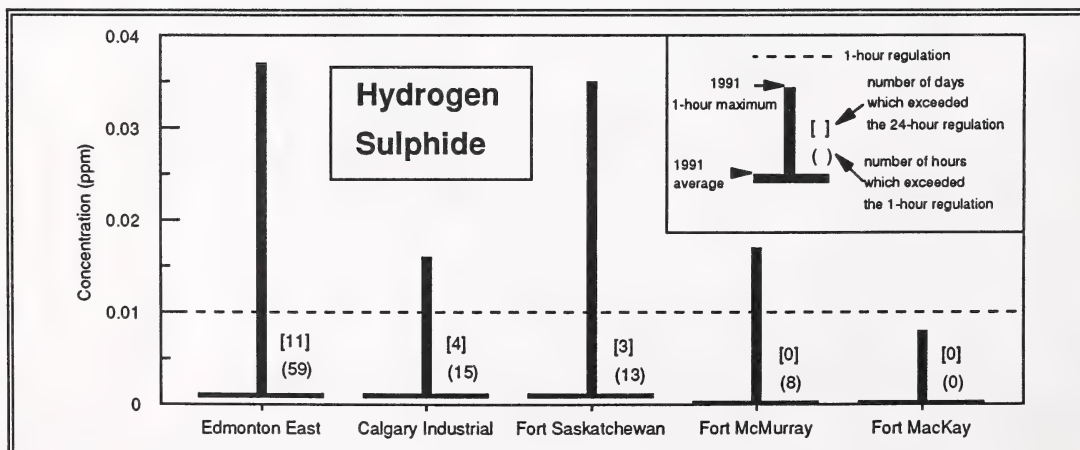 0.04
0.03
0.02
0.01
0
Concentration (ppm)
Hydrogen
Sulphide
1-hour regulation
1991
1-hour maximum
number of days
which exceeded
the 24-hour regulation
[ ]
( )
1991
average
number of hours
which exceeded
the 1-hour regulation
[11]
(59)
[4]
(15)
[3]
(13)
[0]
(8)
[0]
(0)
Edmonton East
Calgary Industrial
Fort Saskatchewan
Fort McMurray
Fort MacKay